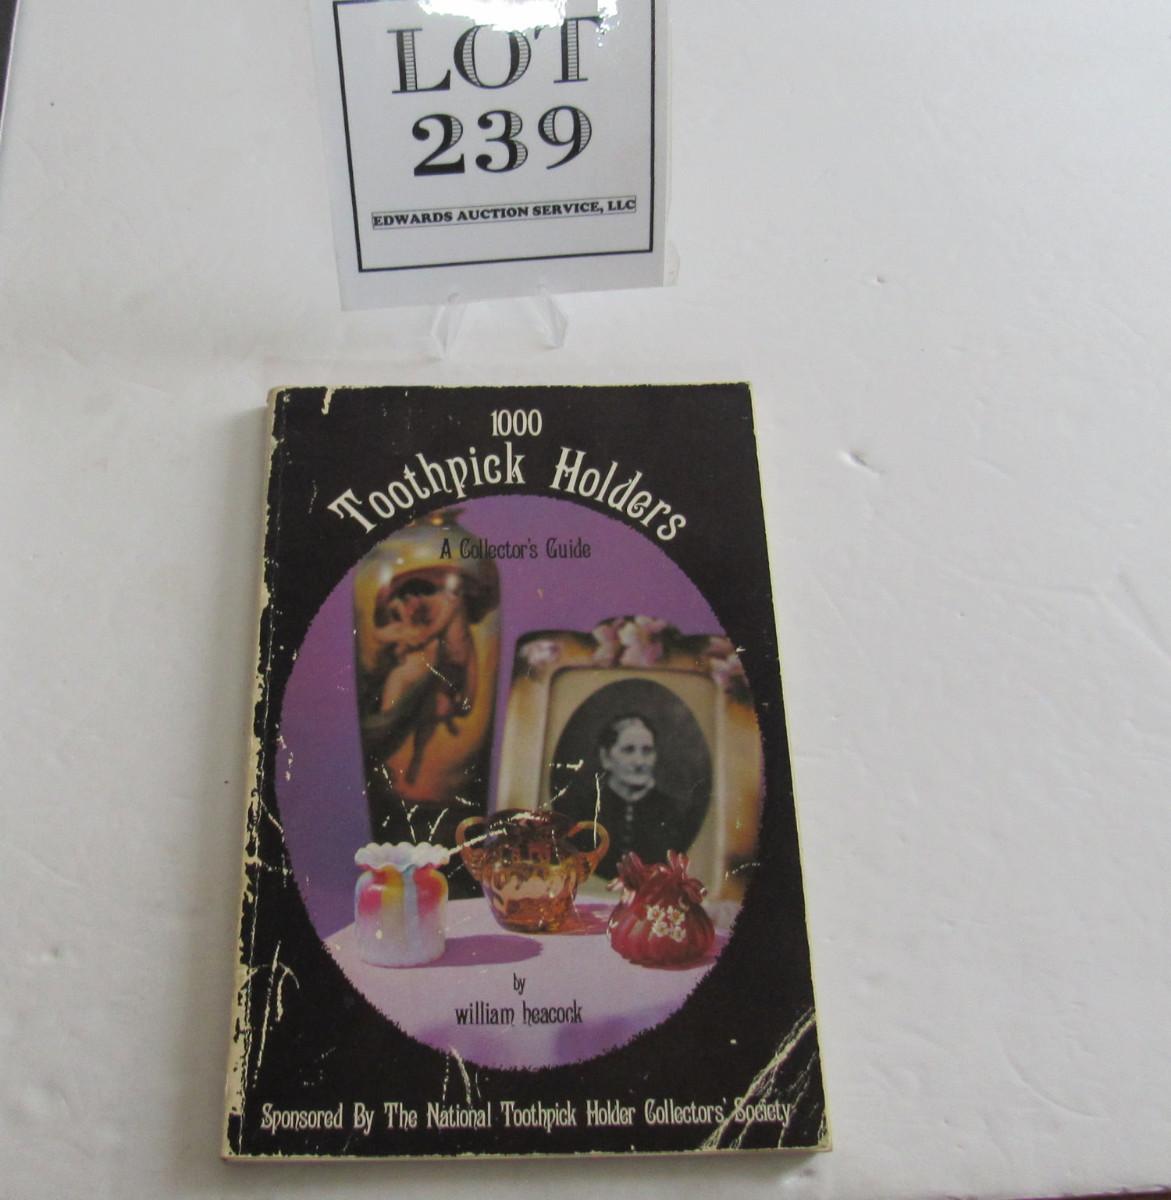 LOT
239
EDWARDS AUCTION SERVICE, LLC
1000
Toothpick Holders
A Collector's Guide
by
william heacock
Sponsored By The National Toothpick Holder Collectors' Society